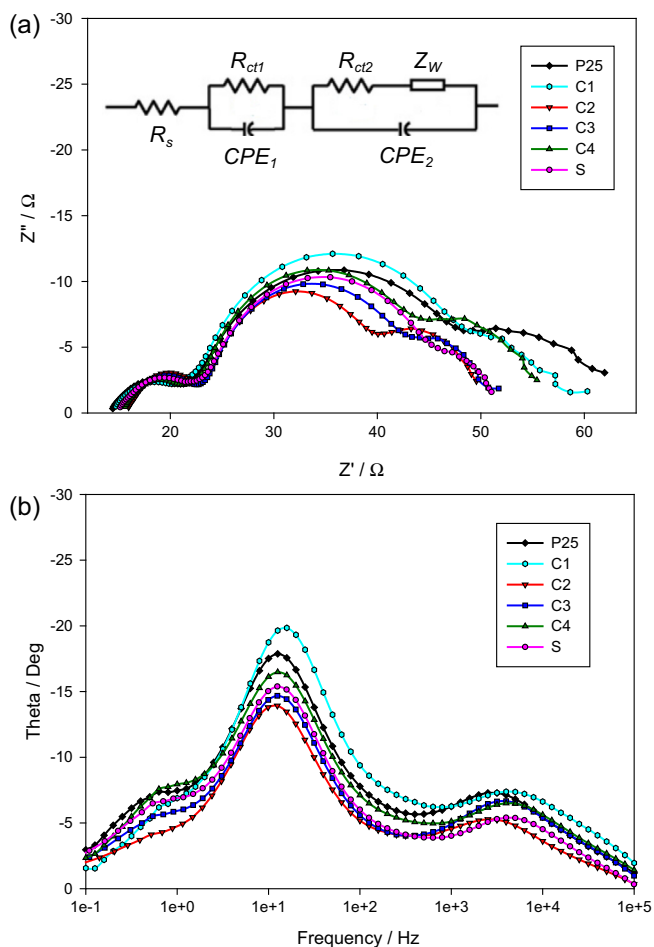 (a)
-30
-25
-20
-15
-10
-5
0
Z" / Ω
20 30 40 50 60
Z' / Ω
R_s
R_ct1
CPE_1
R_ct2 Z_W
CPE_2
P25
C1
C2
C3
C4
S
(b)
-30
-25
-20
-15
-10
-5
0
Theta / Deg
1e-1 1e+0 1e+1 1e+2 1e+3 1e+4 1e+5
Frequency / Hz
P25
C1
C2
C3
C4
S